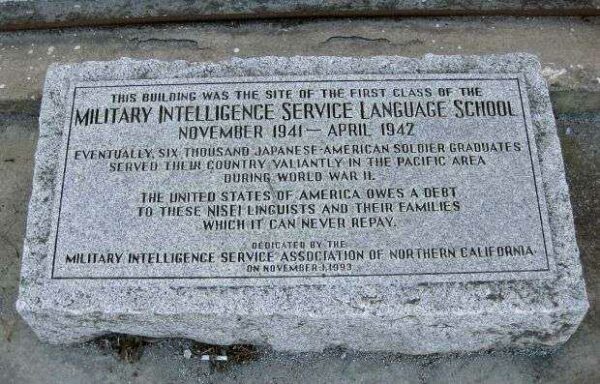 THIS BUILDING WAS THE SITE OF THE FIRST CLASS OF THE
MILITARY INTELLIGENCE SERVICE LANGUAGE SCHOOL
NOVEMBER 1941 — APRIL 1942
EVENTUALLY, SIX THOUSAND JAPANESE-AMERICAN SOLDIER GRADUATES
SERVED THEIR COUNTRY VALIANTLY IN THE PACIFIC AREA
DURING WORLD WAR II.
THE UNITED STATES OF AMERICA OWES A DEBT
TO THESE NISEI LINGUISTS AND THEIR FAMILIES
WHICH IT CAN NEVER REPAY.
DEDICATED BY THE
MILITARY INTELLIGENCE SERVICE ASSOCIATION OF NORTHERN CALIFORNIA
ON NOVEMBER 1, 1993